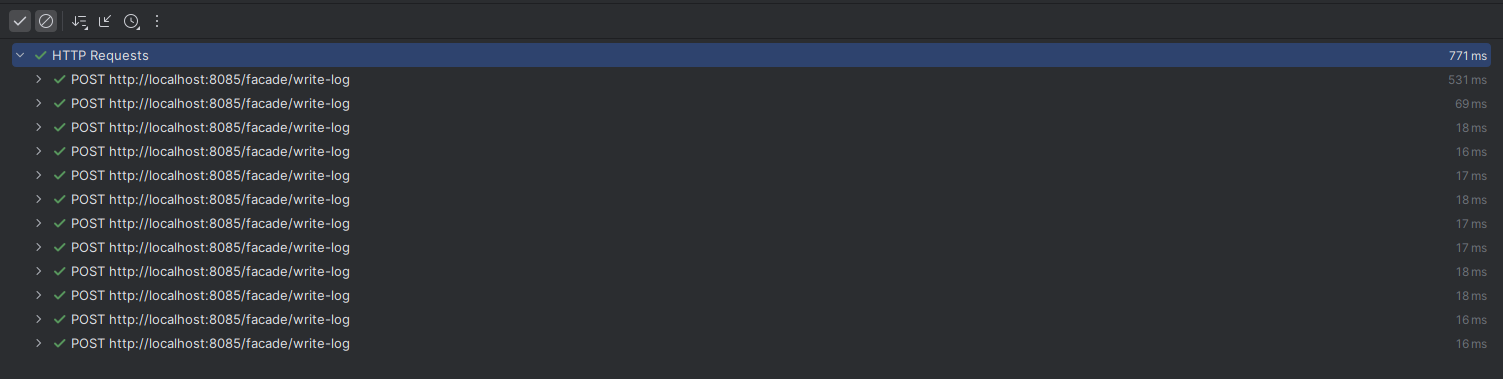 HTTP Requests 771 ms
POST http://localhost:8085/facade/write-log 531 ms
POST http://localhost:8085/facade/write-log 69 ms
POST http://localhost:8085/facade/write-log 18 ms
POST http://localhost:8085/facade/write-log 16 ms
POST http://localhost:8085/facade/write-log 17 ms
POST http://localhost:8085/facade/write-log 18 ms
POST http://localhost:8085/facade/write-log 17 ms
POST http://localhost:8085/facade/write-log 17 ms
POST http://localhost:8085/facade/write-log 18 ms
POST http://localhost:8085/facade/write-log 18 ms
POST http://localhost:8085/facade/write-log 16 ms
POST http://localhost:8085/facade/write-log 16 ms